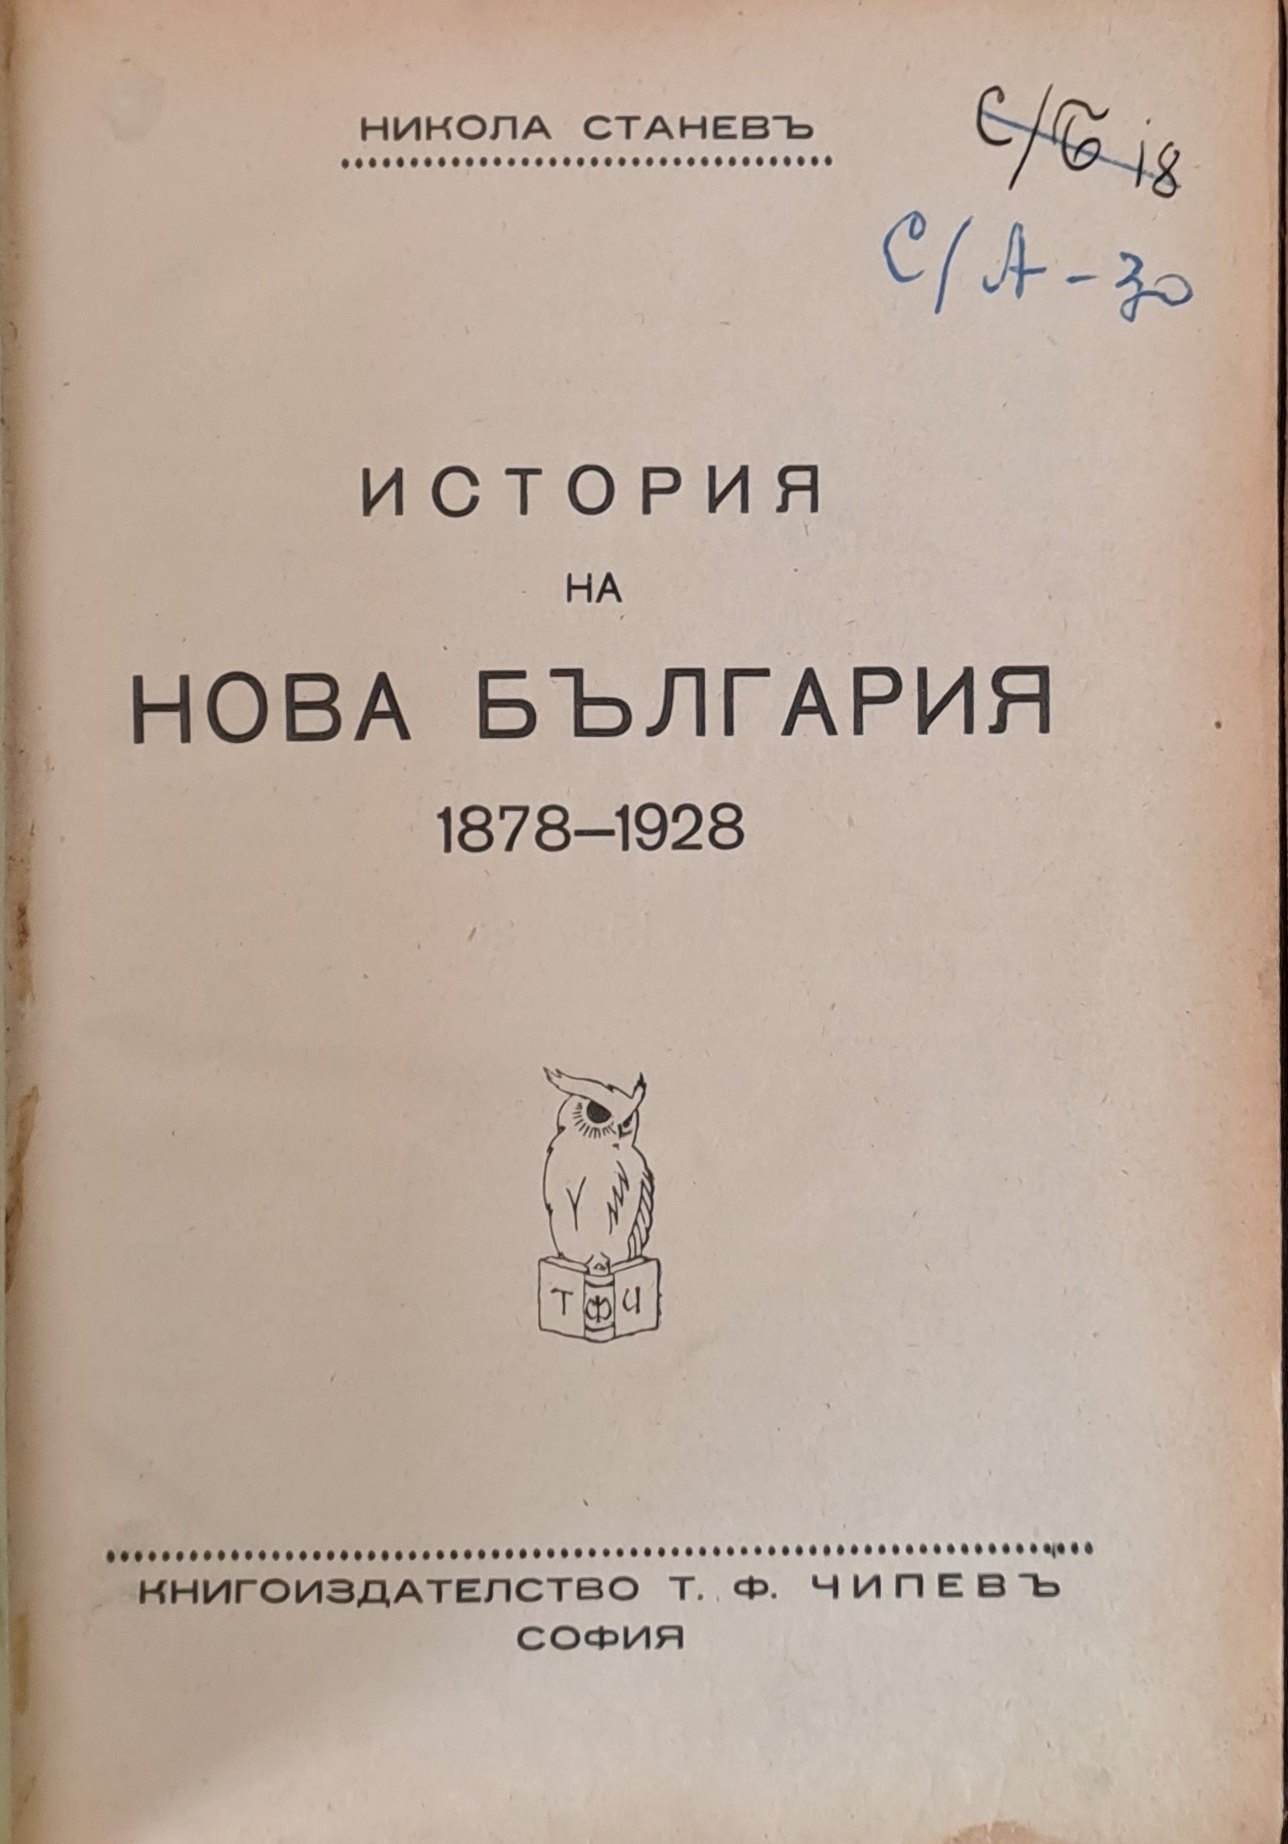 НИКОЛА СТАНЕВЪ
С/Б 18
С/А - 30
ИСТОРИЯ
НА
НОВА БЪЛГАРИЯ
1878–1928
Т Ф Ч
КНИГОИЗДАТЕЛСТВО Т. Ф. ЧИПЕВЪ
СОФИЯ